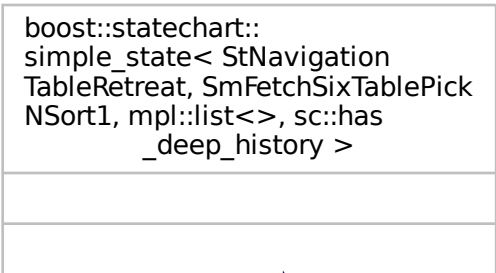 boost::statechart::
simple_state< StNavigation
TableRetreat, SmFetchSixTablePick
NSort1, mpl::list<>, sc::has
_deep_history >